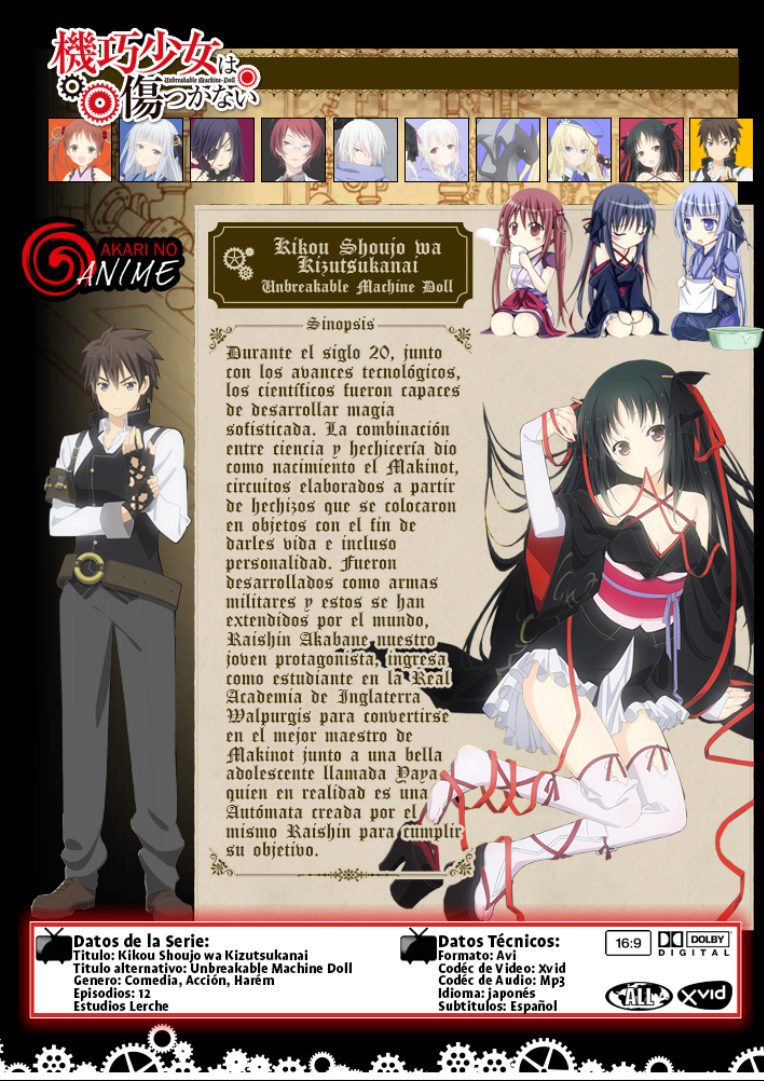 機巧少女は
Unbreakable Machine-Doll
傷つかない
AKARI NO
ANIME
Kikou Shoujo wa
Kizutsukanai
Unbreakable Machine Doll
Sinopsis
Durante el siglo 20, junto
con los avances tecnológicos,
los científicos fueron capaces
de desarrollar magia
sofisticada. La combinación
entre ciencia y hechicería dio
como nacimiento el Makinot,
circuitos elaborados a partir
de hechizos que se colocaron
en objetos con el fin de
darles vida e incluso
personalidad. Fueron
desarrollados como armas
militares y estos se han
extendidos por el mundo,
Raishin Akabane nuestro
joven protagonista, ingresa
como estudiante en la Real
Academia de Inglaterra
Walpurgis para convertirse
en el mejor maestro de
Makinot junto a una bella
adolescente llamada Yaya
quien en realidad es una
Autómata creada por el
mismo Raishin para cumplir
su objetivo.
Datos de la Serie:
Titulo: Kikou Shoujo wa Kizutsukanai
Titulo alternativo: Unbreakable Machine Doll
Genero: Comedia, Acción, Harém
Episodios: 12
Estudios Lerche
Datos Técnicos:
Formato: Avi
Codéc de Video: Xvid
Codéc de Audio: Mp3
Idioma: japonés
Subtitulos: Español
16:9
DOLBY
DIGITAL
ALL
xvid